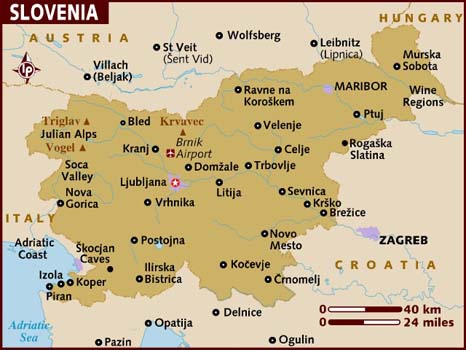 SLOVENIA
HUNGARY
AUSTRIA
Wolfsberg
St Veit
(Šent Vid)
Leibnitz
(Lipnica)
Villach
(Beljak)
Murska
Sobota
LP
Ravne na
Koroškem
MARIBOR
Wine
Regions
Triglav
Julian Alps
Vogel
Bled
Krvavec
Ptuj
Velenje
Kranj
Brnik
Airport
Celje
Rogaška
Slatina
Soca
Valley
Domžale
Trbovlje
Ljubljana
Litija
Sevnica
Nova
Gorica
Vrhnika
Krško
Brežice
ITALY
Adriatic
Coast
Škocjan
Caves
Postojna
Novo
Mesto
ZAGREB
CROATIA
Izola
Koper
Piran
Ilirska
Bistrica
Kočevje
Črnomelj
Adriatic
Sea
Opatija
Delnice
Pazin
Ogulin
0
40 km
0
24 miles